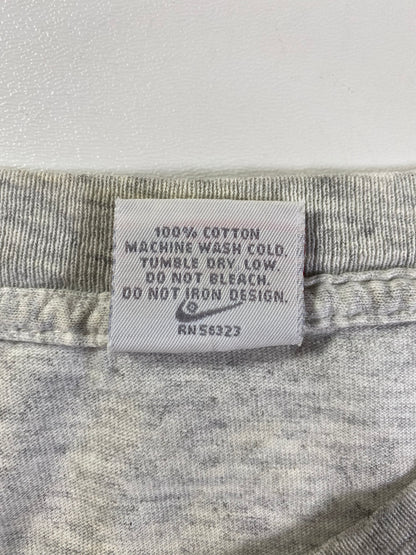 100% COTTON
MACHINE WASH COLD.
TUMBLE DRY, LOW.
DO NOT BLEACH.
DO NOT IRON DESIGN.
RN 56323